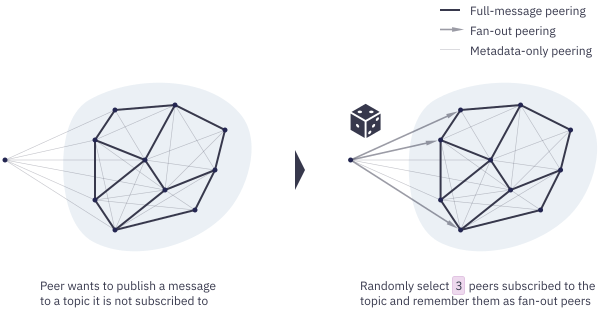 Full-message peering
Fan-out peering
Metadata-only peering
Peer wants to publish a message
to a topic it is not subscribed to
Randomly select 3 peers subscribed to the
topic and remember them as fan-out peers